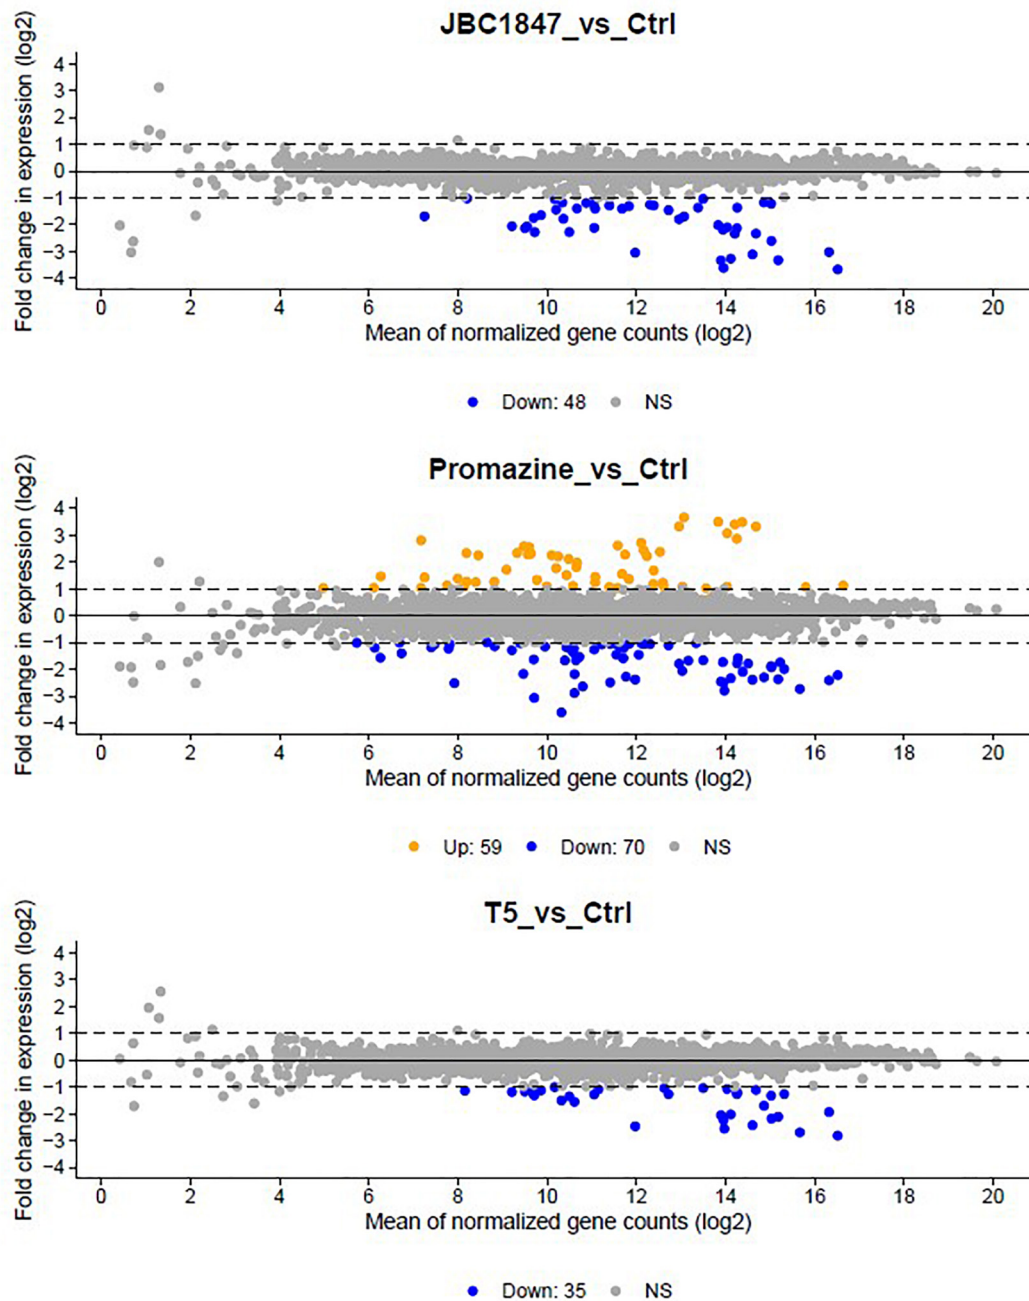 JBC1847_vs_Ctrl
Fold change in expression (log2)
4
3
2
1
0
−1
−2
−3
−4
0 2 4 6 8 10 12 14 16 18 20
Mean of normalized gene counts (log2)
Down: 48 NS
Promazine_vs_Ctrl
Fold change in expression (log2)
4
3
2
1
0
−1
−2
−3
−4
0 2 4 6 8 10 12 14 16 18 20
Mean of normalized gene counts (log2)
Up: 59 Down: 70 NS
T5_vs_Ctrl
Fold change in expression (log2)
4
3
2
1
0
−1
−2
−3
−4
0 2 4 6 8 10 12 14 16 18 20
Mean of normalized gene counts (log2)
Down: 35 NS